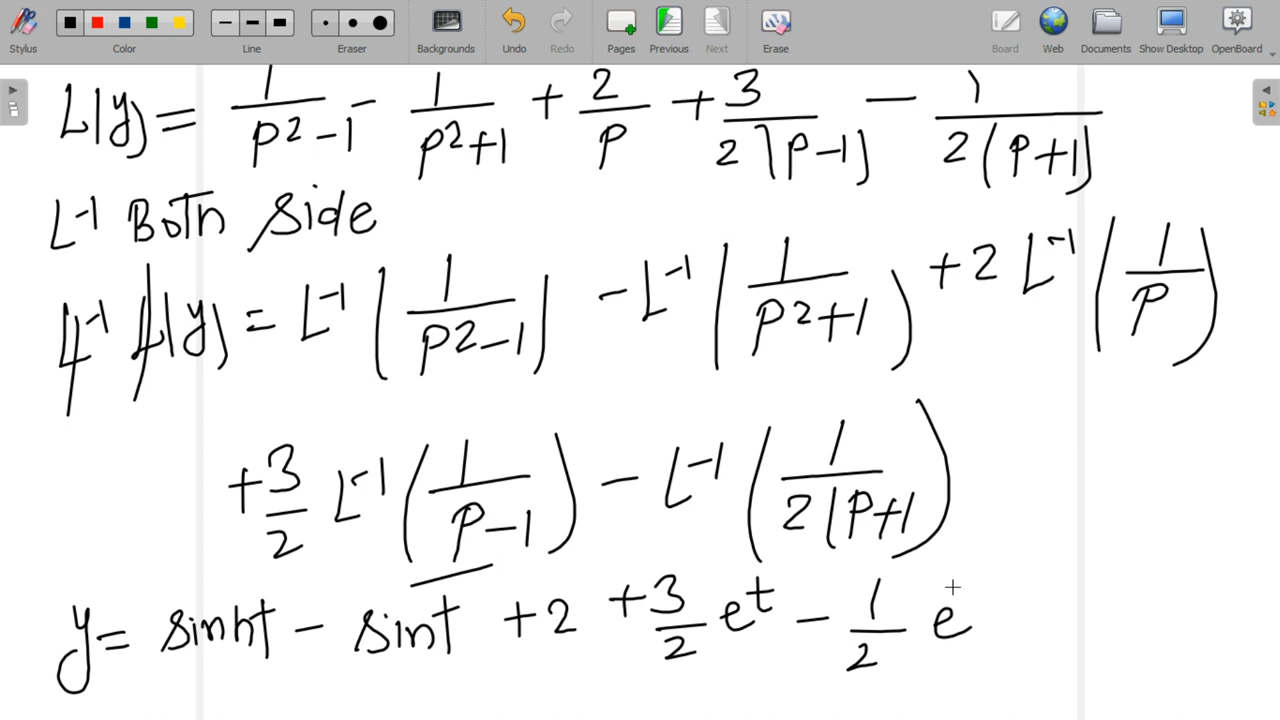 Stylus Color Line Eraser Backgrounds Undo Redo Pages Previous Next Erase Board Web Documents Show Desktop OpenBoard
L(y) = 1/(p²-1) - 1/(p²+1) + 2/p + 3/2(p-1) - 1/2(p+1)
L⁻¹ Both side
L⁻¹ L(y) = L⁻¹ (1/(p²-1)) - L⁻¹ (1/(p²+1)) + 2 L⁻¹ (1/p)
+ 3/2 L⁻¹ (1/(p-1)) - L⁻¹ (1/2(p+1))
y = sinht - sint + 2 + 3/2 e^t - 1/2 e